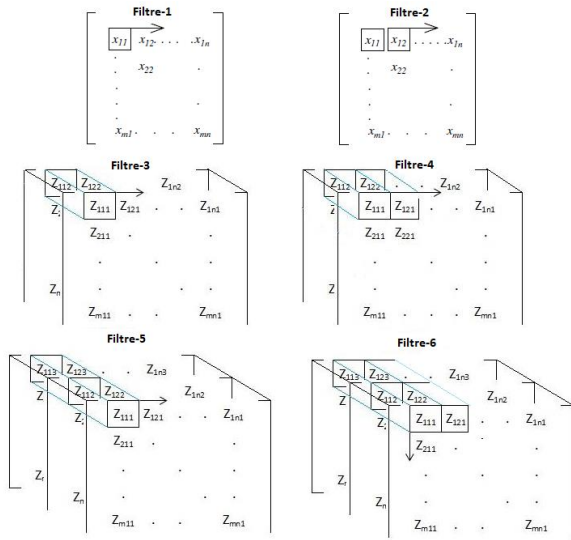 Filtre-1
x11 x12 . . . . .x1n
. x22 .
. .
. .
xm1 . . . xmn
Filtre-2
x11 x12 . . . . . x1n
. x22 .
. .
. .
xm1 . . . xmn
Filtre-3
Z112 Z122 . . Z1n2
Z111 Z121 . . Z1n1
Z211
. . .
Zn . . .
Zm11 . . Zmn1
Filtre-4
Z112 Z122 . . Z1n2
Z111 Z121 . . Z1n1
Z211 Z221
. . .
Z . . .
Zm11 . . Zmn1
Filtre-5
Z113 Z123 . . Z1n3
Z112 Z122 . . Z1n2
Z Z111 Z121 . . Z1n1
Z211
. . .
Zr
Zn . . .
Zm11 . . Zmn1
Filtre-6
Z113 Z123 . . Z1n3
Z112 Z122 . . Z1n2
Z Z111 Z121 . . Z1n1
Z211
. . .
Zr
Zn . . .
Zm11 . . Zmn1